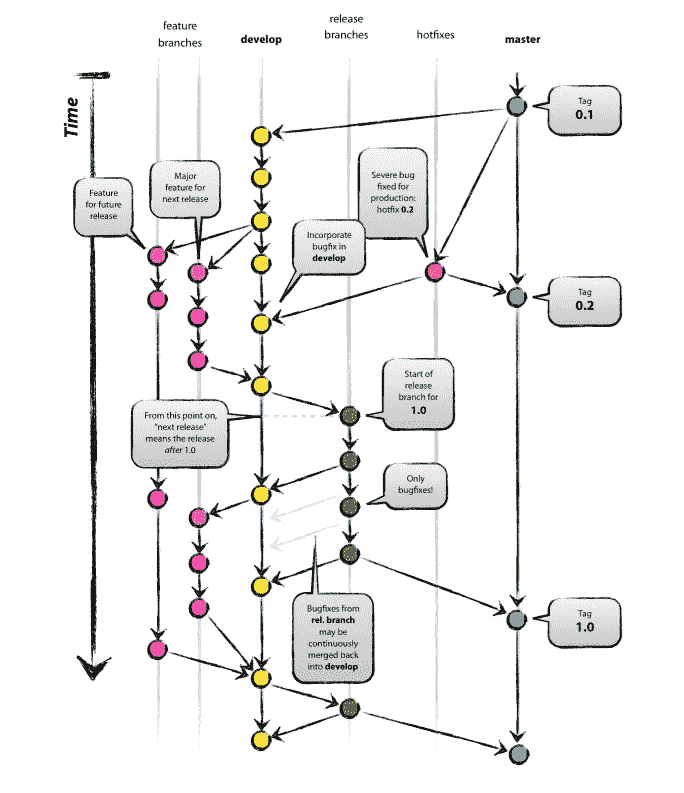 feature
branches
develop
release
branches
hotfixes
master
Time
Tag
0.1
Major
feature for
next release
Feature
for future
release
Severe bug
fixed for
production:
hotfix 0.2
Incorporate
bugfix in
develop
Tag
0.2
Start of
release
branch for
1.0
From this point on,
"next release"
means the release
after 1.0
Only
bugfixes!
Bugfixes from
rel. branch
may be
continuously
merged back
into develop
Tag
1.0